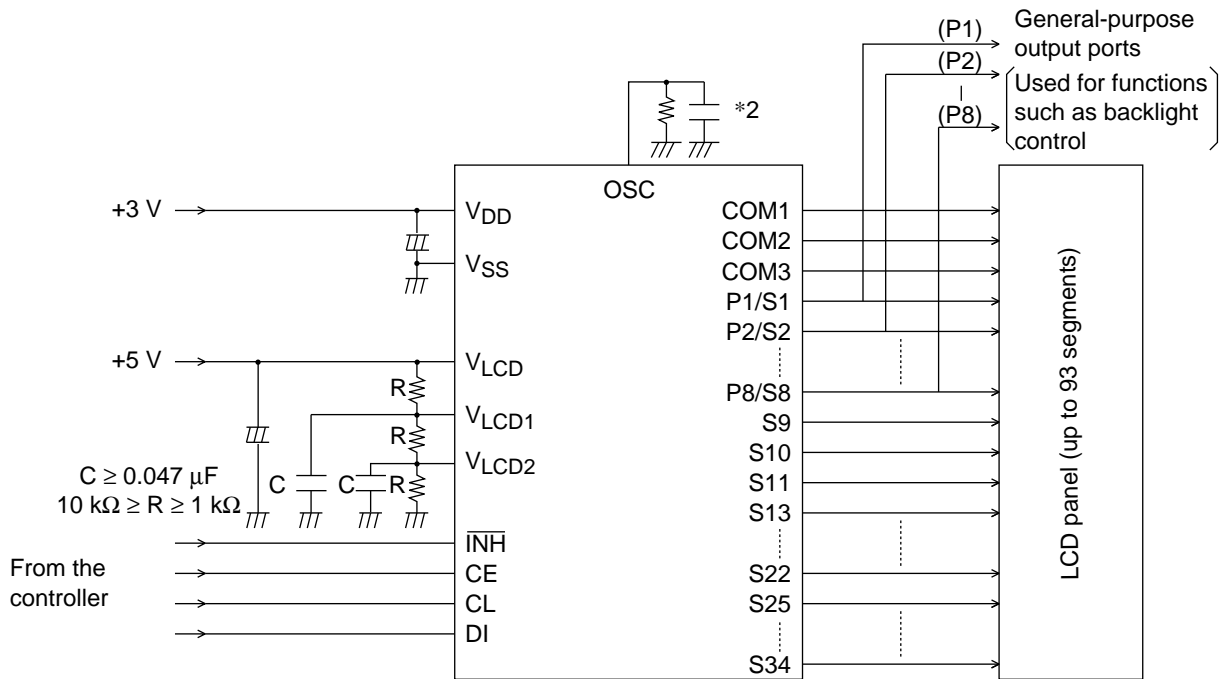 (P1)
General-purpose
output ports
(P2)
(P8)
Used for functions
such as backlight
control
*2
OSC
+3 V
VDD
VSS
+5 V
VLCD
R
VLCD1
R
VLCD2
C
C
R
C ≥ 0.047 μF
10 kΩ ≥ R ≥ 1 kΩ
From the
controller
INH
CE
CL
DI
COM1
COM2
COM3
P1/S1
P2/S2
P8/S8
S9
S10
S11
S13
S22
S25
S34
LCD panel (up to 93 segments)